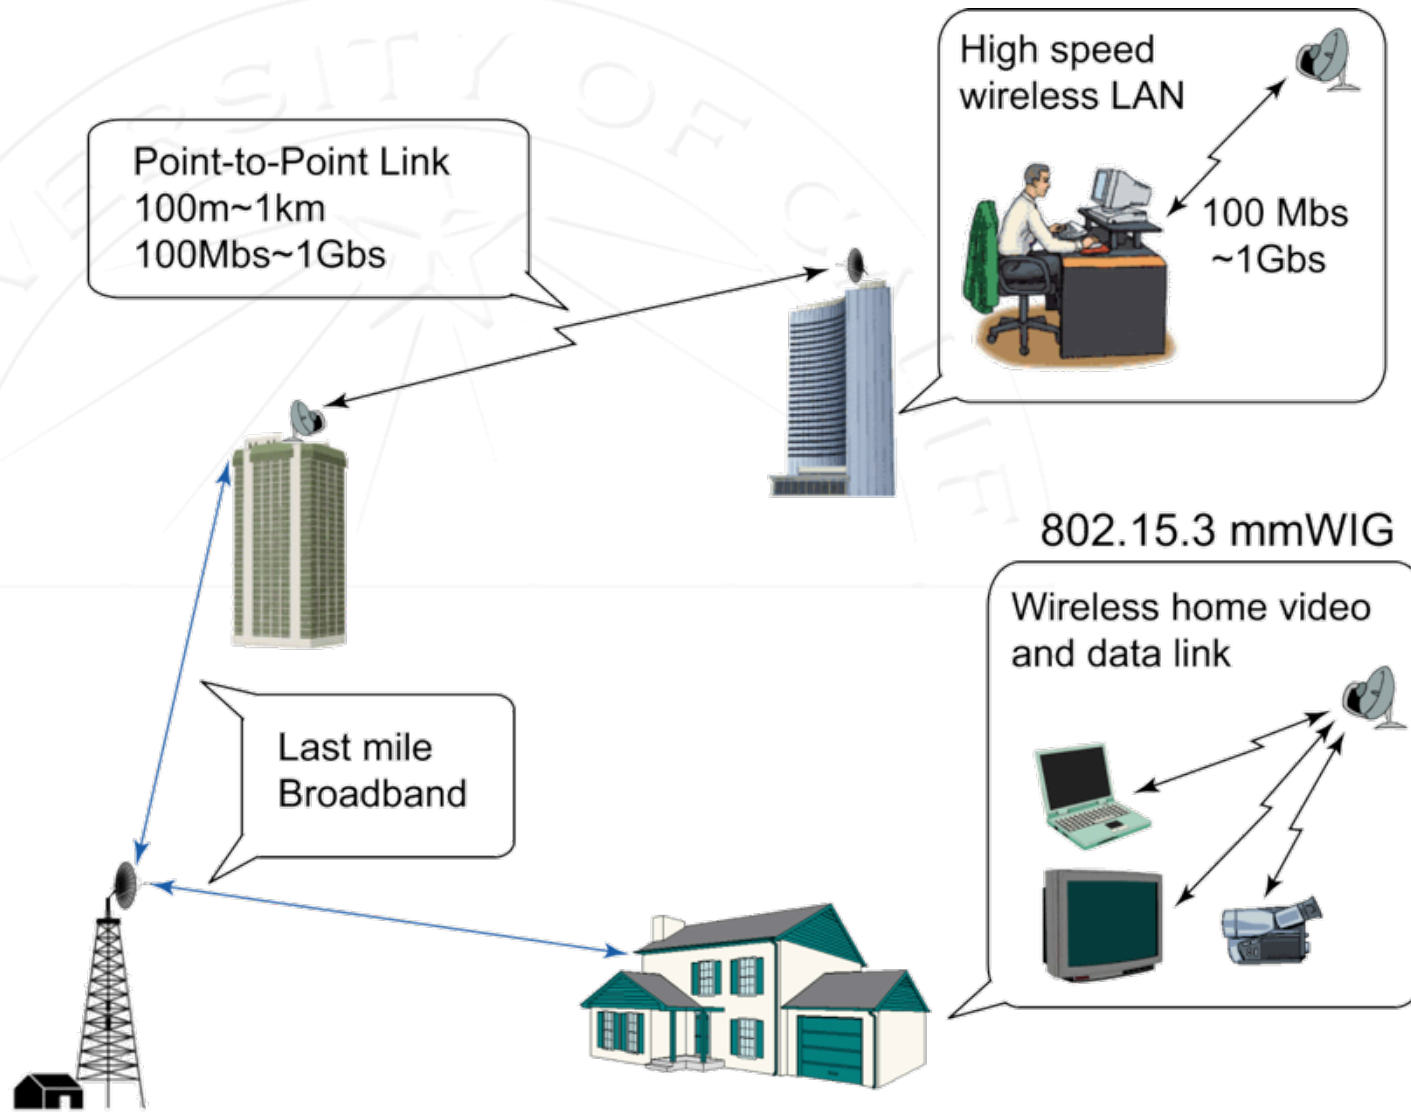 High speed
wireless LAN
100 Mbs
~1Gbs
Point-to-Point Link
100m~1km
100Mbs~1Gbs
802.15.3 mmWIG
Wireless home video
and data link
Last mile
Broadband